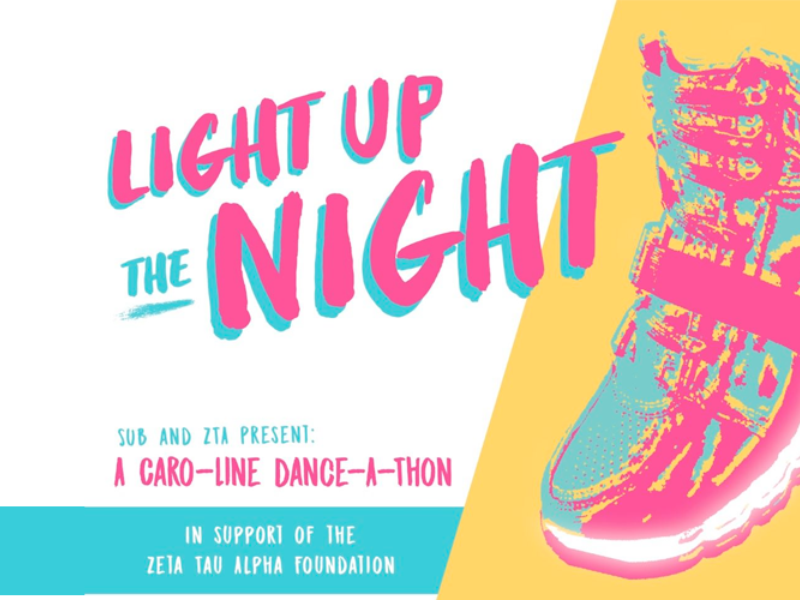 LIGHT UP
THE NIGHT
SUB AND ZTA PRESENT:
A CARO-LINE DANCE-A-THON
IN SUPPORT OF THE
ZETA TAU ALPHA FOUNDATION